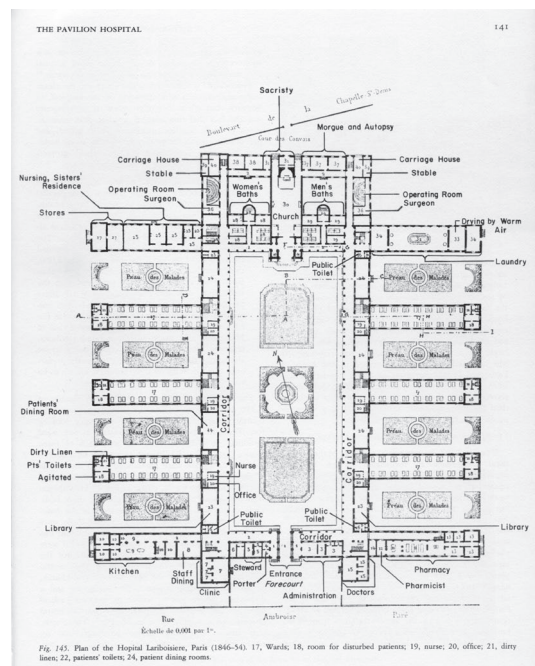 THE PAVILION HOSPITAL
141
Sacristy
Boulevart de la Chapelle-St-Denis
Cour des Convois
Morgue and Autopsy
Carriage House
Carriage House
Stable
Stable
Nursing, Sisters'
Residence
Operating Room
Surgeon
Women's
Baths
Men's
Baths
Operating Room
Surgeon
Stores
Church
Drying by Warm
Air
Public
Toilet
Laundry
Préau des Malades
Préau des Malades
Préau des Malades
Préau des Malades
Préau des Malades
Préau des Malades
Préau des Malades
Préau des Malades
N
Patients'
Dining Room
Corridor
Corridor
Dirty Linen
Pts' Toilets
Agitated
Nurse
Office
Library
Public
Toilet
Public
Toilet
Library
Corridor
Kitchen
Staff
Dining
Clinic
Steward
Porter
Entrance
Forecourt
Administration
Doctors
Pharmicist
Pharmacy
Rue Ambroise Paré
Échelle de 0,001 par 1m.
Fig. 145. Plan of the Hopital Lariboisiere, Paris (1846–54). 17, Wards; 18, room for disturbed patients; 19, nurse; 20, office; 21, dirty
linen; 22, patients' toilets; 24, patient dining rooms.